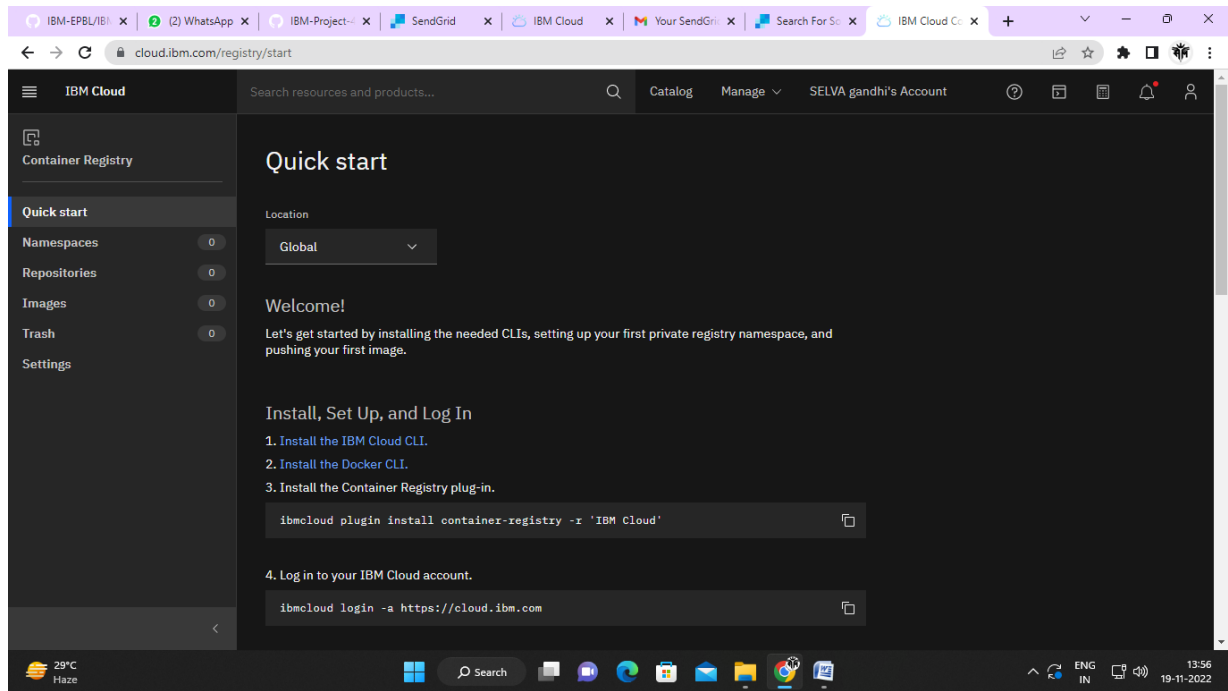 IBM-EPBL/IBM
(2) WhatsApp
IBM-Project-4
SendGrid
IBM Cloud
Your SendGri
Search For So
IBM Cloud Co
cloud.ibm.com/registry/start
IBM Cloud
Search resources and products...
Catalog
Manage
SELVA gandhi's Account
Container Registry
Quick start
Namespaces 0
Repositories 0
Images 0
Trash 0
Settings
Quick start
Location
Global
Welcome!
Let's get started by installing the needed CLIs, setting up your first private registry namespace, and
pushing your first image.
Install, Set Up, and Log In
1. Install the IBM Cloud CLI.
2. Install the Docker CLI.
3. Install the Container Registry plug-in.
ibmcloud plugin install container-registry -r 'IBM Cloud'
4. Log in to your IBM Cloud account.
ibmcloud login -a https://cloud.ibm.com
29°C
Haze
Search
ENG
IN
13:56
19-11-2022